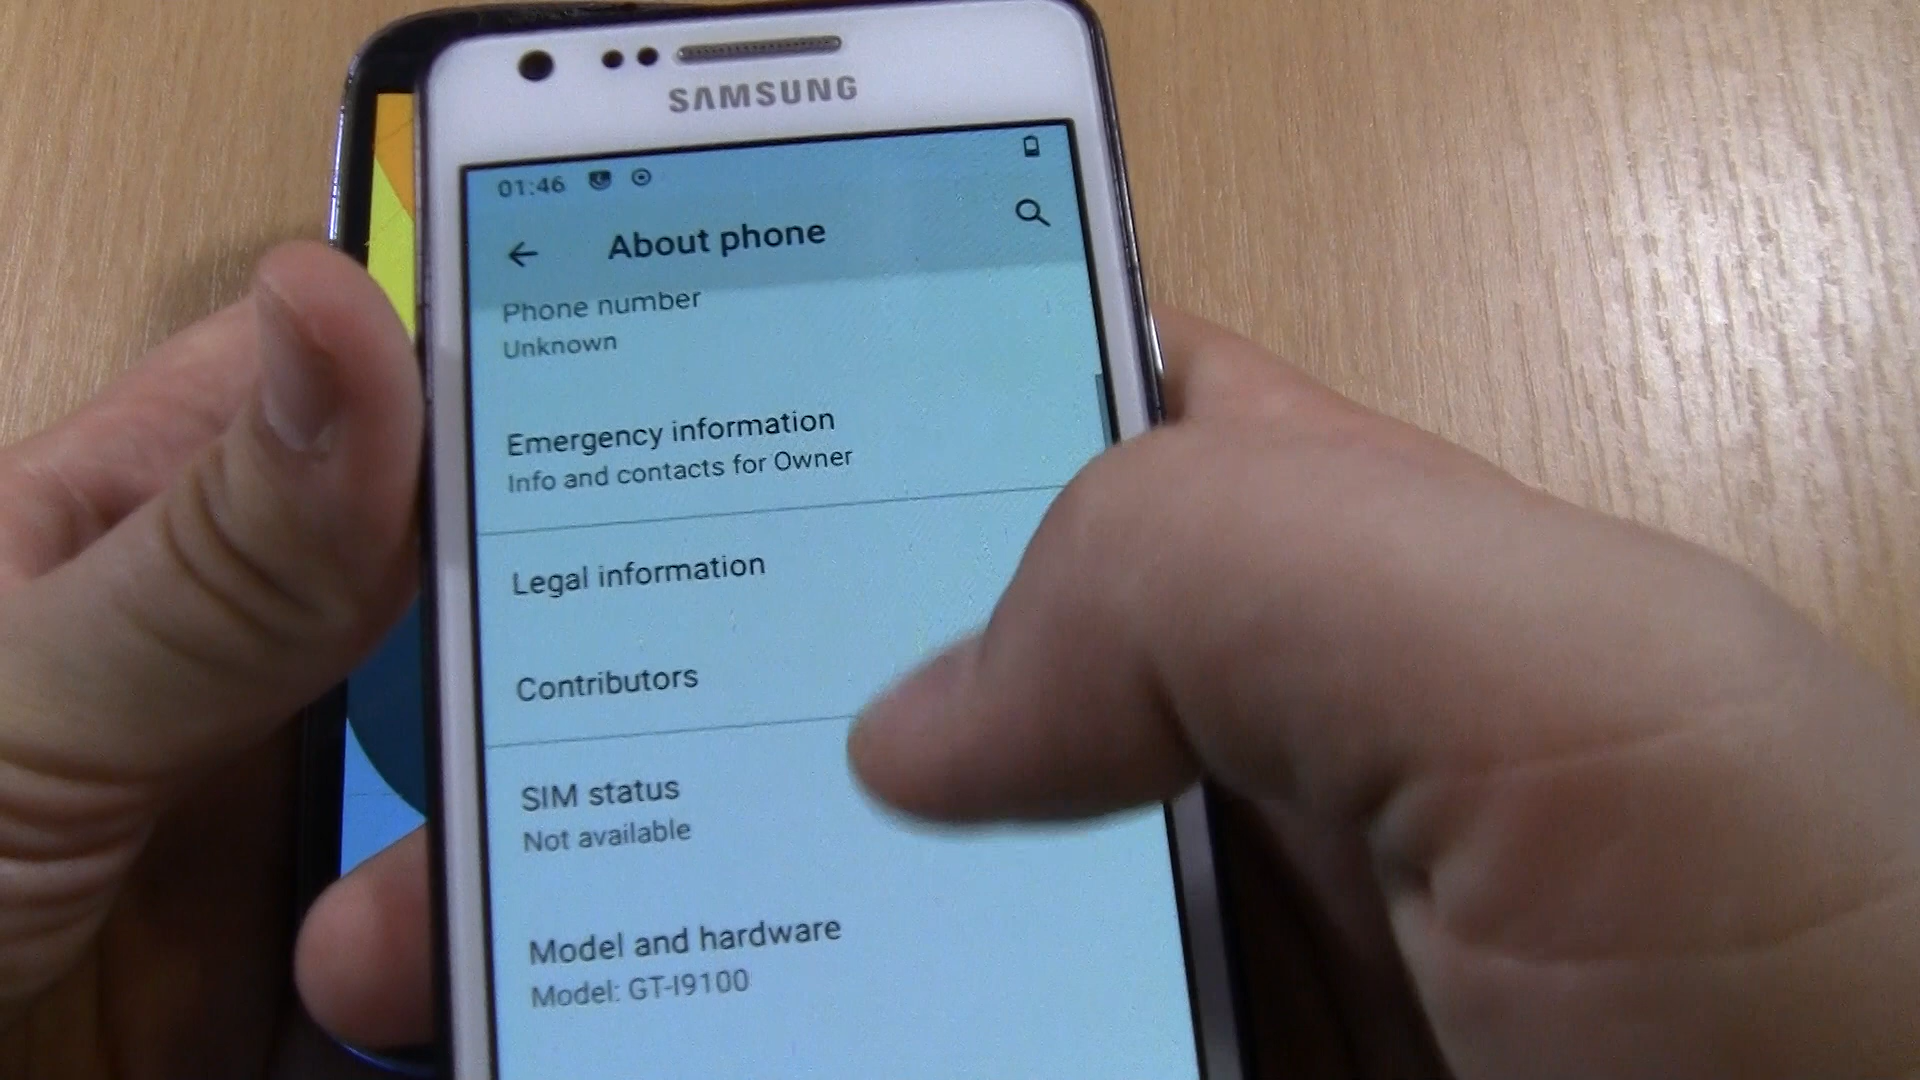 SAMSUNG
01:46
About phone
Phone number
Unknown
Emergency information
Info and contacts for Owner
Legal information
Contributors
SIM status
Not available
Model and hardware
Model: GT-I9100